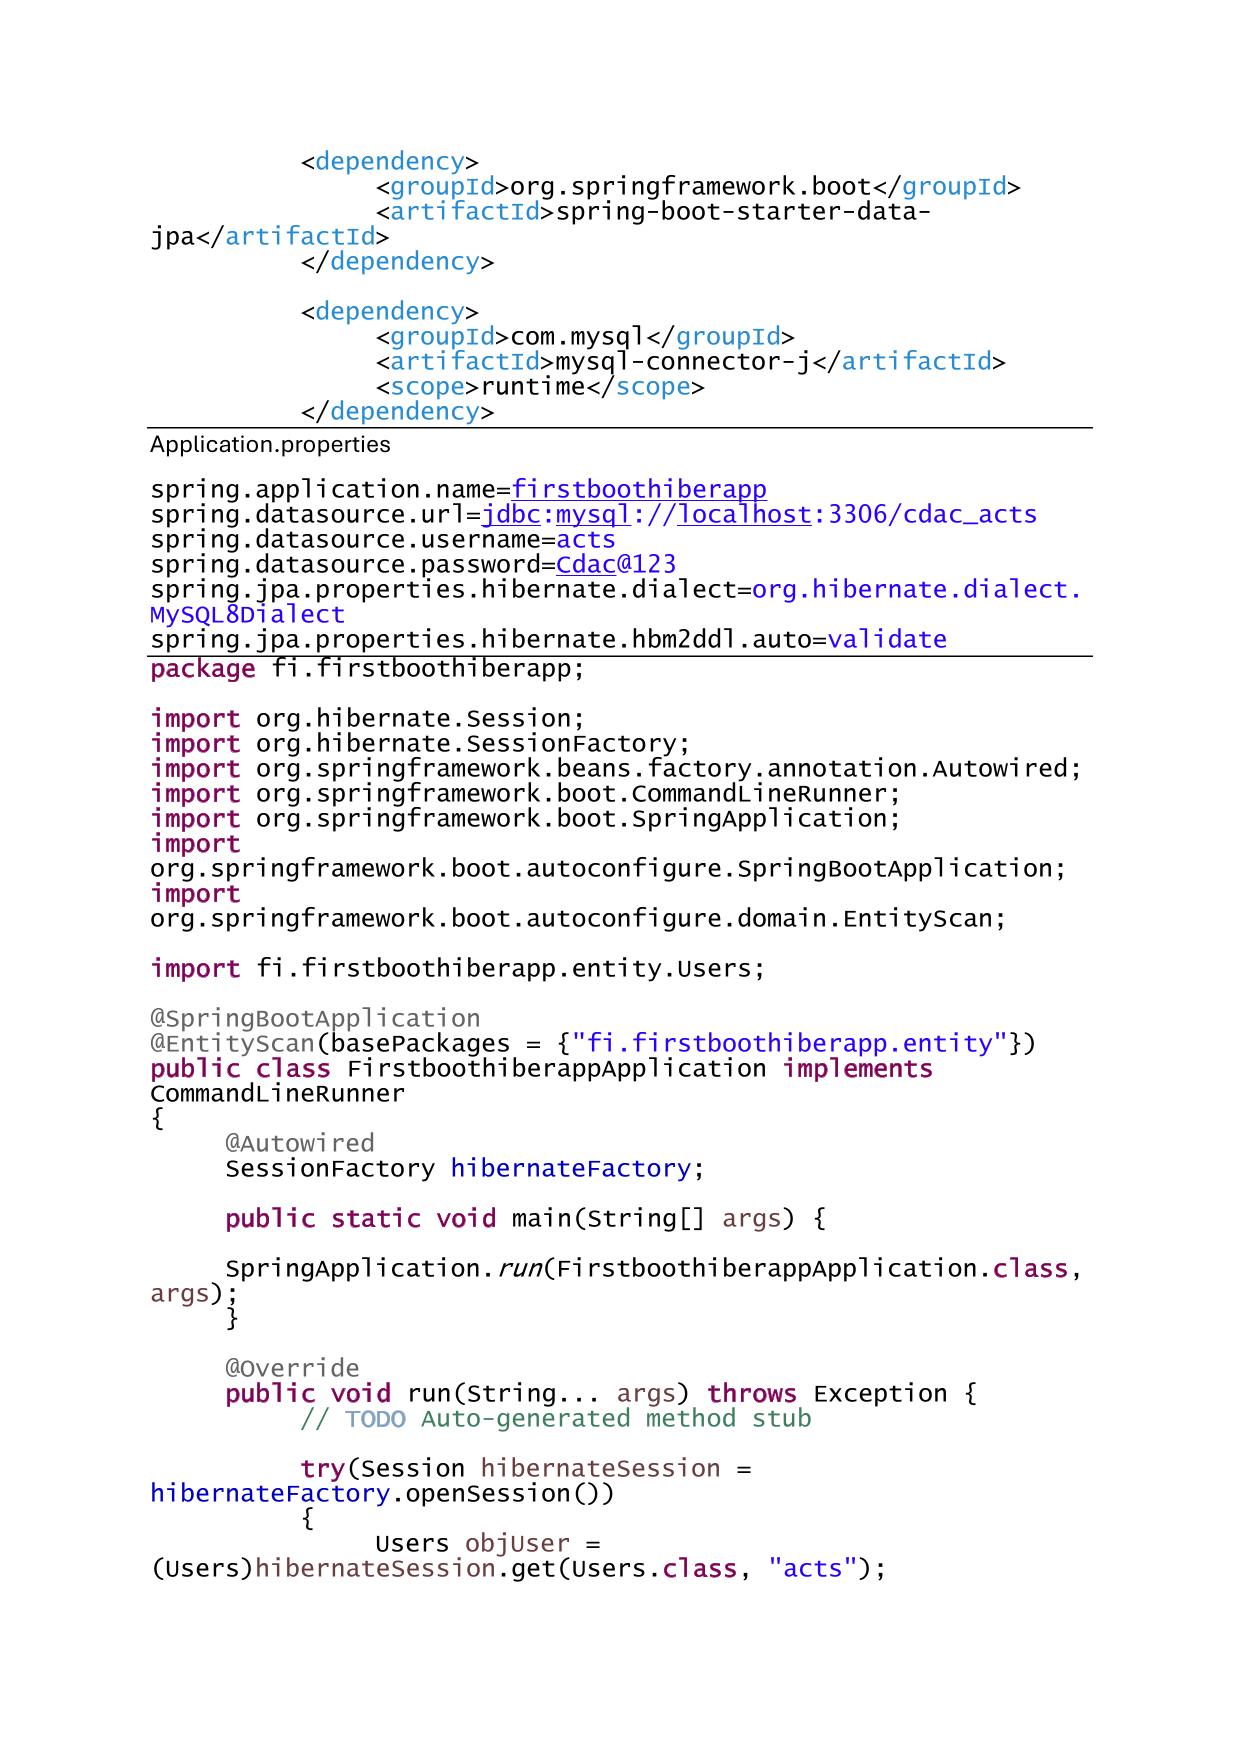 <dependency>
<groupId>org.springframework.boot</groupId>
<artifactId>spring-boot-starter-data-
jpa</artifactId>
</dependency>
<dependency>
<groupId>com.mysql</groupId>
<artifactId>mysql-connector-j</artifactId>
<scope>runtime</scope>
</dependency>
Application.properties
spring.application.name=firstboothiberapp
spring.datasource.url=jdbc:mysql://localhost:3306/cdac_acts
spring.datasource.username=acts
spring.datasource.password=Cdac@123
spring.jpa.properties.hibernate.dialect=org.hibernate.dialect.
MySQL8Dialect
spring.jpa.properties.hibernate.hbm2ddl.auto=validate
package fi.firstboothiberapp;
import org.hibernate.Session;
import org.hibernate.SessionFactory;
import org.springframework.beans.factory.annotation.Autowired;
import org.springframework.boot.CommandLineRunner;
import org.springframework.boot.SpringApplication;
import
org.springframework.boot.autoconfigure.SpringBootApplication;
import
org.springframework.boot.autoconfigure.domain.EntityScan;
import fi.firstboothiberapp.entity.Users;
@SpringBootApplication
@EntityScan(basePackages = {"fi.firstboothiberapp.entity"})
public class FirstboothiberappApplication implements
CommandLineRunner
{
@Autowired
SessionFactory hibernateFactory;
public static void main(String[] args) {
SpringApplication.run(FirstboothiberappApplication.class,
args);
}
@Override
public void run(String... args) throws Exception {
// TODO Auto-generated method stub
try(Session hibernateSession =
hibernateFactory.openSession())
{
Users objUser =
(Users)hibernateSession.get(Users.class, "acts");